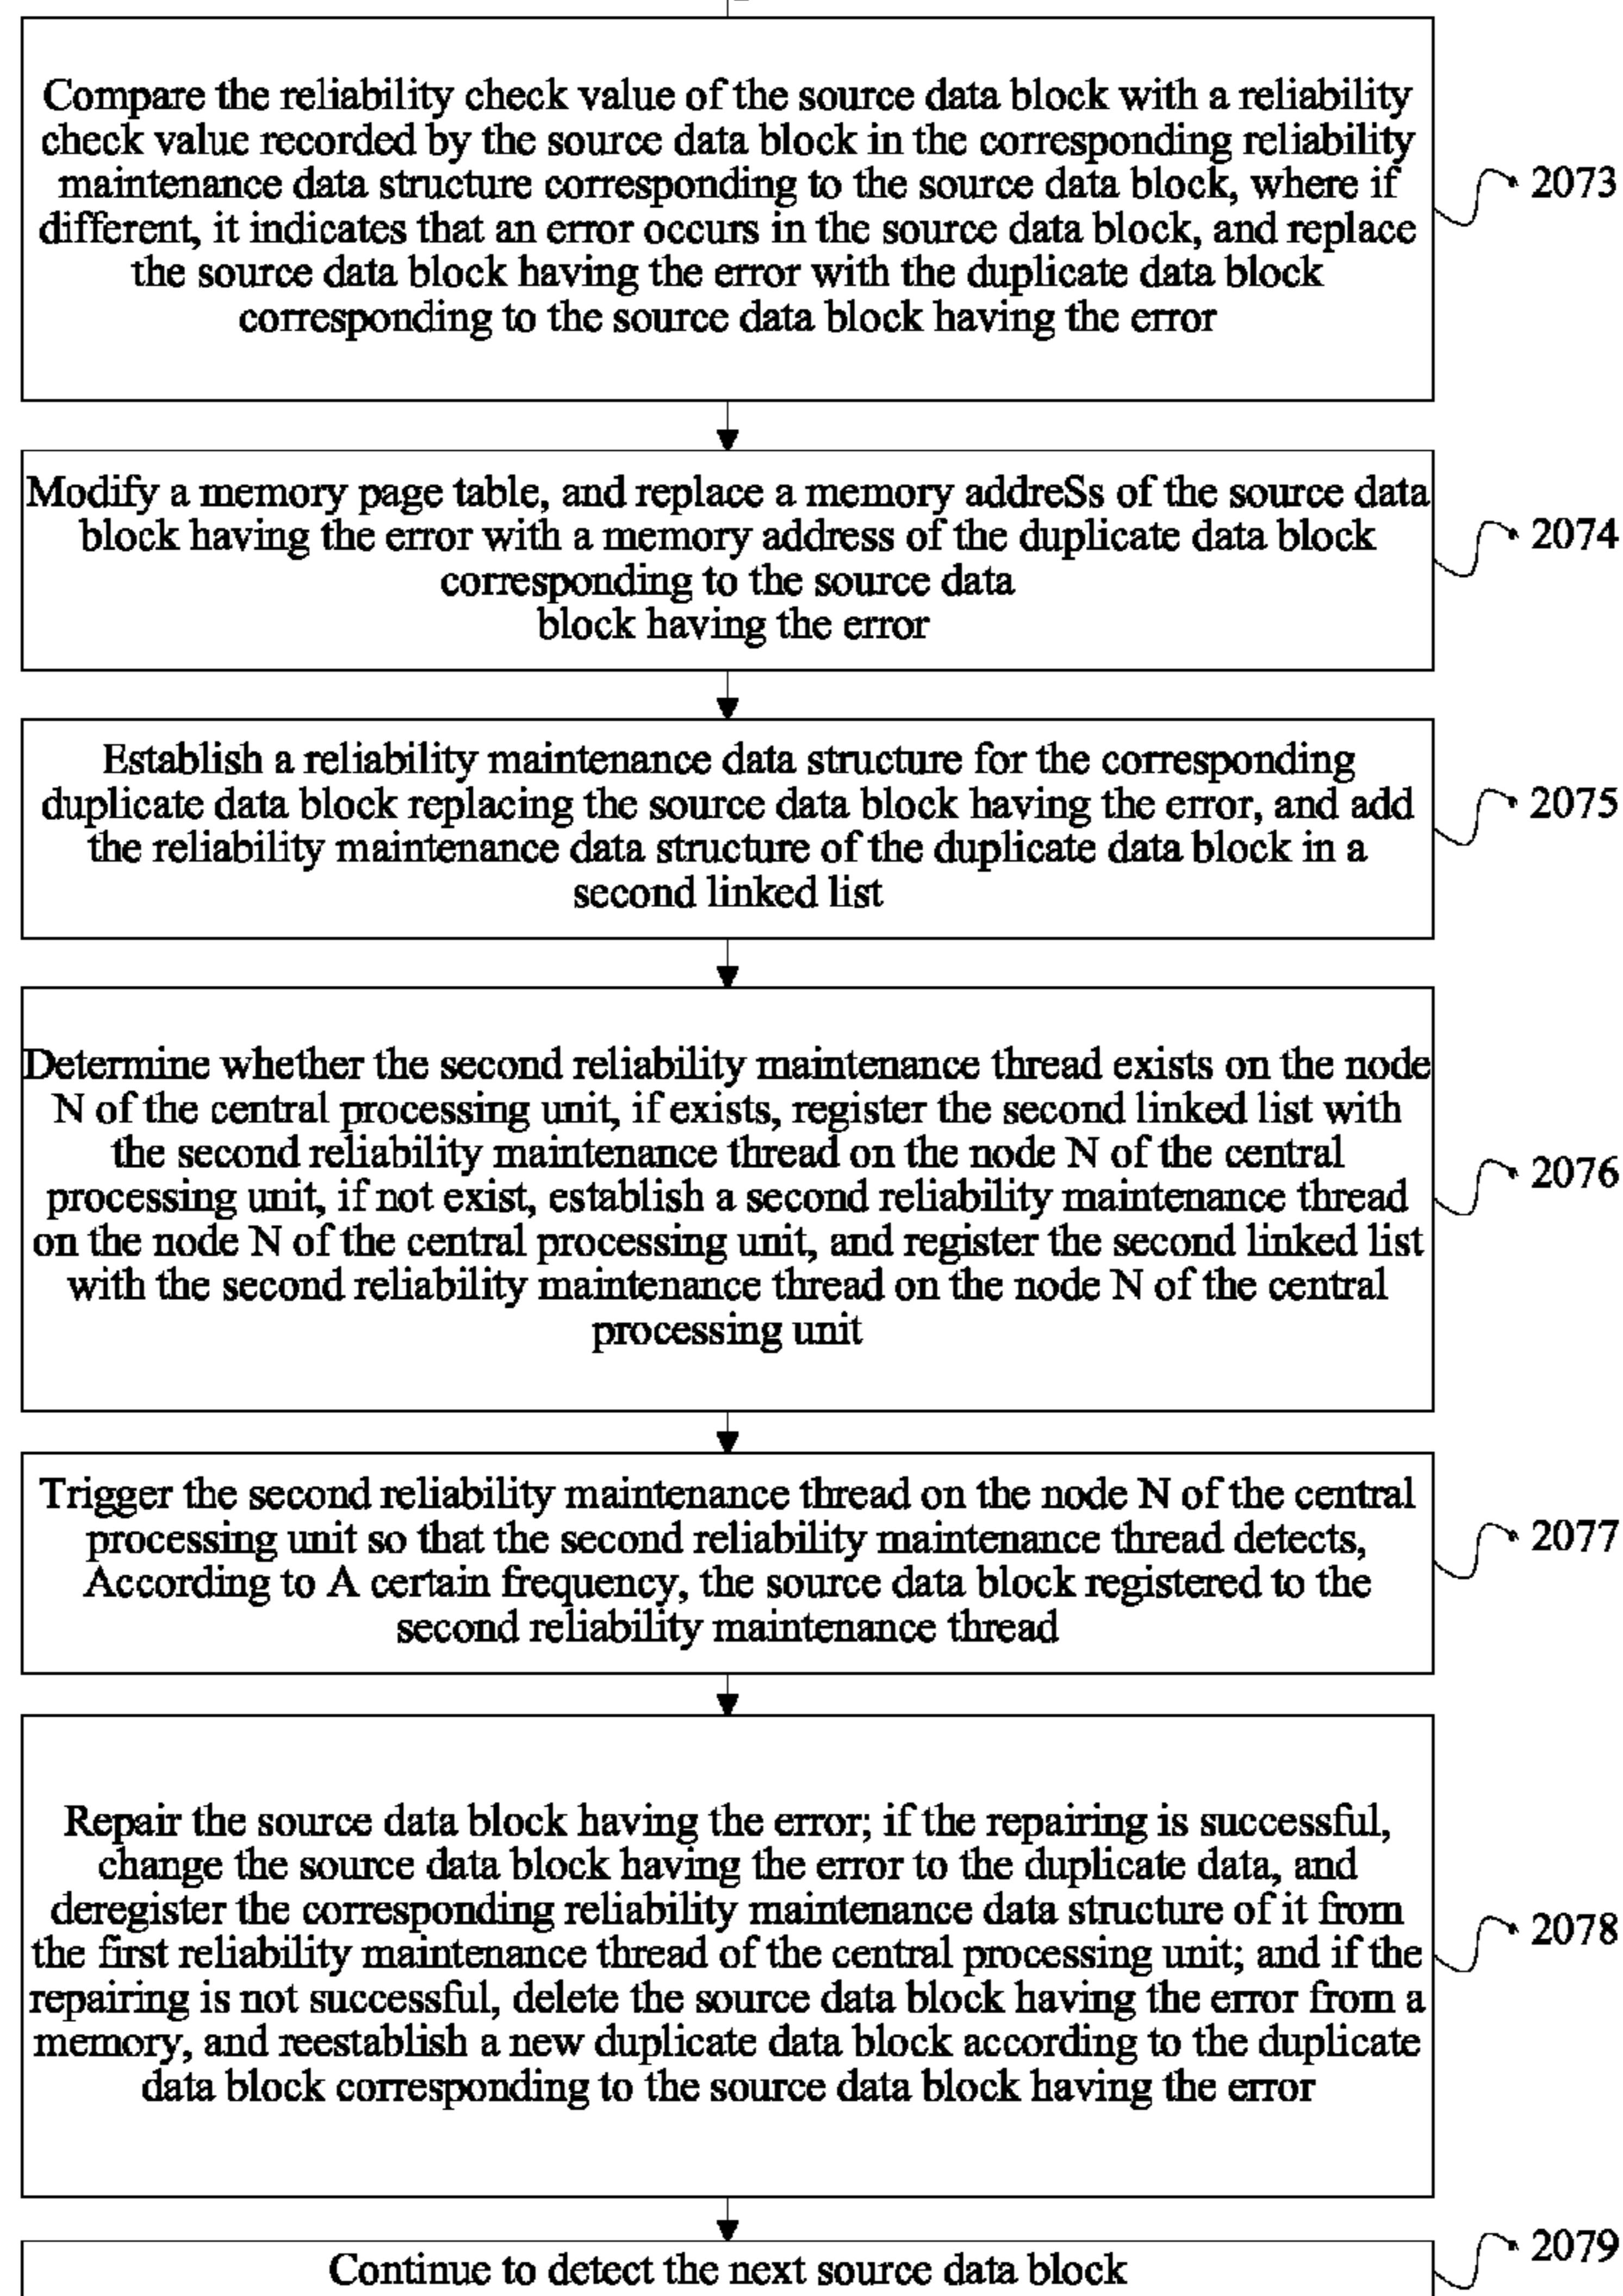 Compare the reliability check value of the source data block with a reliability
check value recorded by the source data block in the corresponding reliability
maintenance data structure corresponding to the source data block, where if
different, it indicates that an error occurs in the source data block, and replace
the source data block having the error with the duplicate data block
corresponding to the source data block having the error
2073
Modify a memory page table, and replace a memory addreSs of the source data
block having the error with a memory address of the duplicate data block
corresponding to the source data
block having the error
2074
Establish a reliability maintenance data structure for the corresponding
duplicate data block replacing the source data block having the error, and add
the reliability maintenance data structure of the duplicate data block in a
second linked list
2075
Determine whether the second reliability maintenance thread exists on the node
N of the central processing unit, if exists, register the second linked list with
the second reliability maintenance thread on the node N of the central
processing unit, if not exist, establish a second reliability maintenance thread
on the node N of the central processing unit, and register the second linked list
with the second reliability maintenance thread on the node N of the central
processing unit
2076
Trigger the second reliability maintenance thread on the node N of the central
processing unit so that the second reliability maintenance thread detects,
According to A certain frequency, the source data block registered to the
second reliability maintenance thread
2077
Repair the source data block having the error; if the repairing is successful,
change the source data block having the error to the duplicate data, and
deregister the corresponding reliability maintenance data structure of it from
the first reliability maintenance thread of the central processing unit; and if the
repairing is not successful, delete the source data block having the error from a
memory, and reestablish a new duplicate data block according to the duplicate
data block corresponding to the source data block having the error
2078
Continue to detect the next source data block
2079